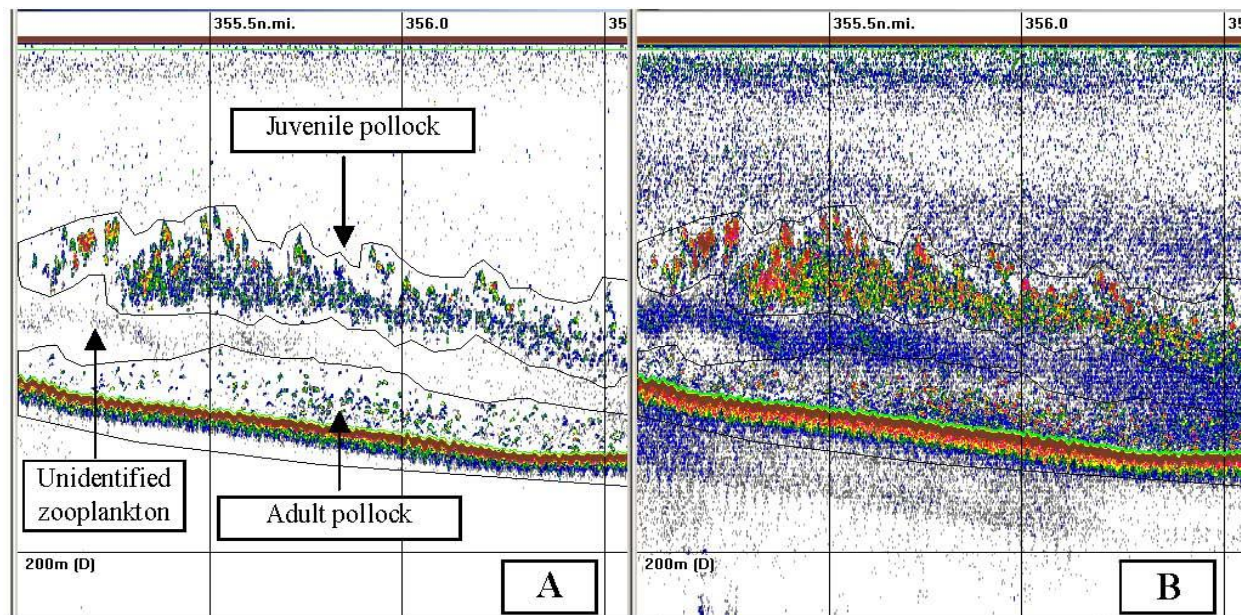 355.5n.mi.
356.0
35
Juvenile pollock
Unidentified
zooplankton
Adult pollock
200m (D)
A
355.5n.mi.
356.0
3
200m (D)
B